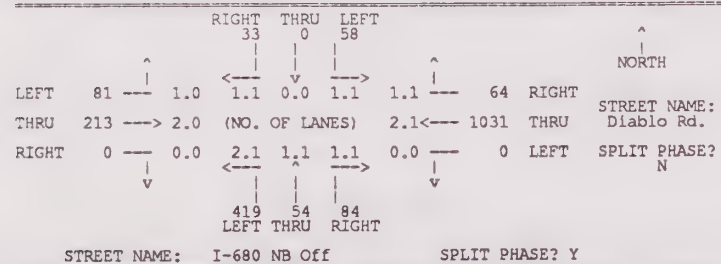 RIGHT THRU LEFT
33 0 58
| | |
^ | | | ^ ^
| <--- v ---> | NORTH
LEFT 81 --- 1.0 1.1 0.0 1.1 1.1 --- 64 RIGHT
STREET NAME:
THRU 213 ---> 2.0 (NO. OF LANES) 2.1<--- 1031 THRU Diablo Rd.
RIGHT 0 --- 0.0 2.1 1.1 1.1 0.0 --- 0 LEFT SPLIT PHASE?
| <--- ^ ---> | N
v | | | v
| | |
419 54 84
LEFT THRU RIGHT
STREET NAME: I-680 NB Off SPLIT PHASE? Y